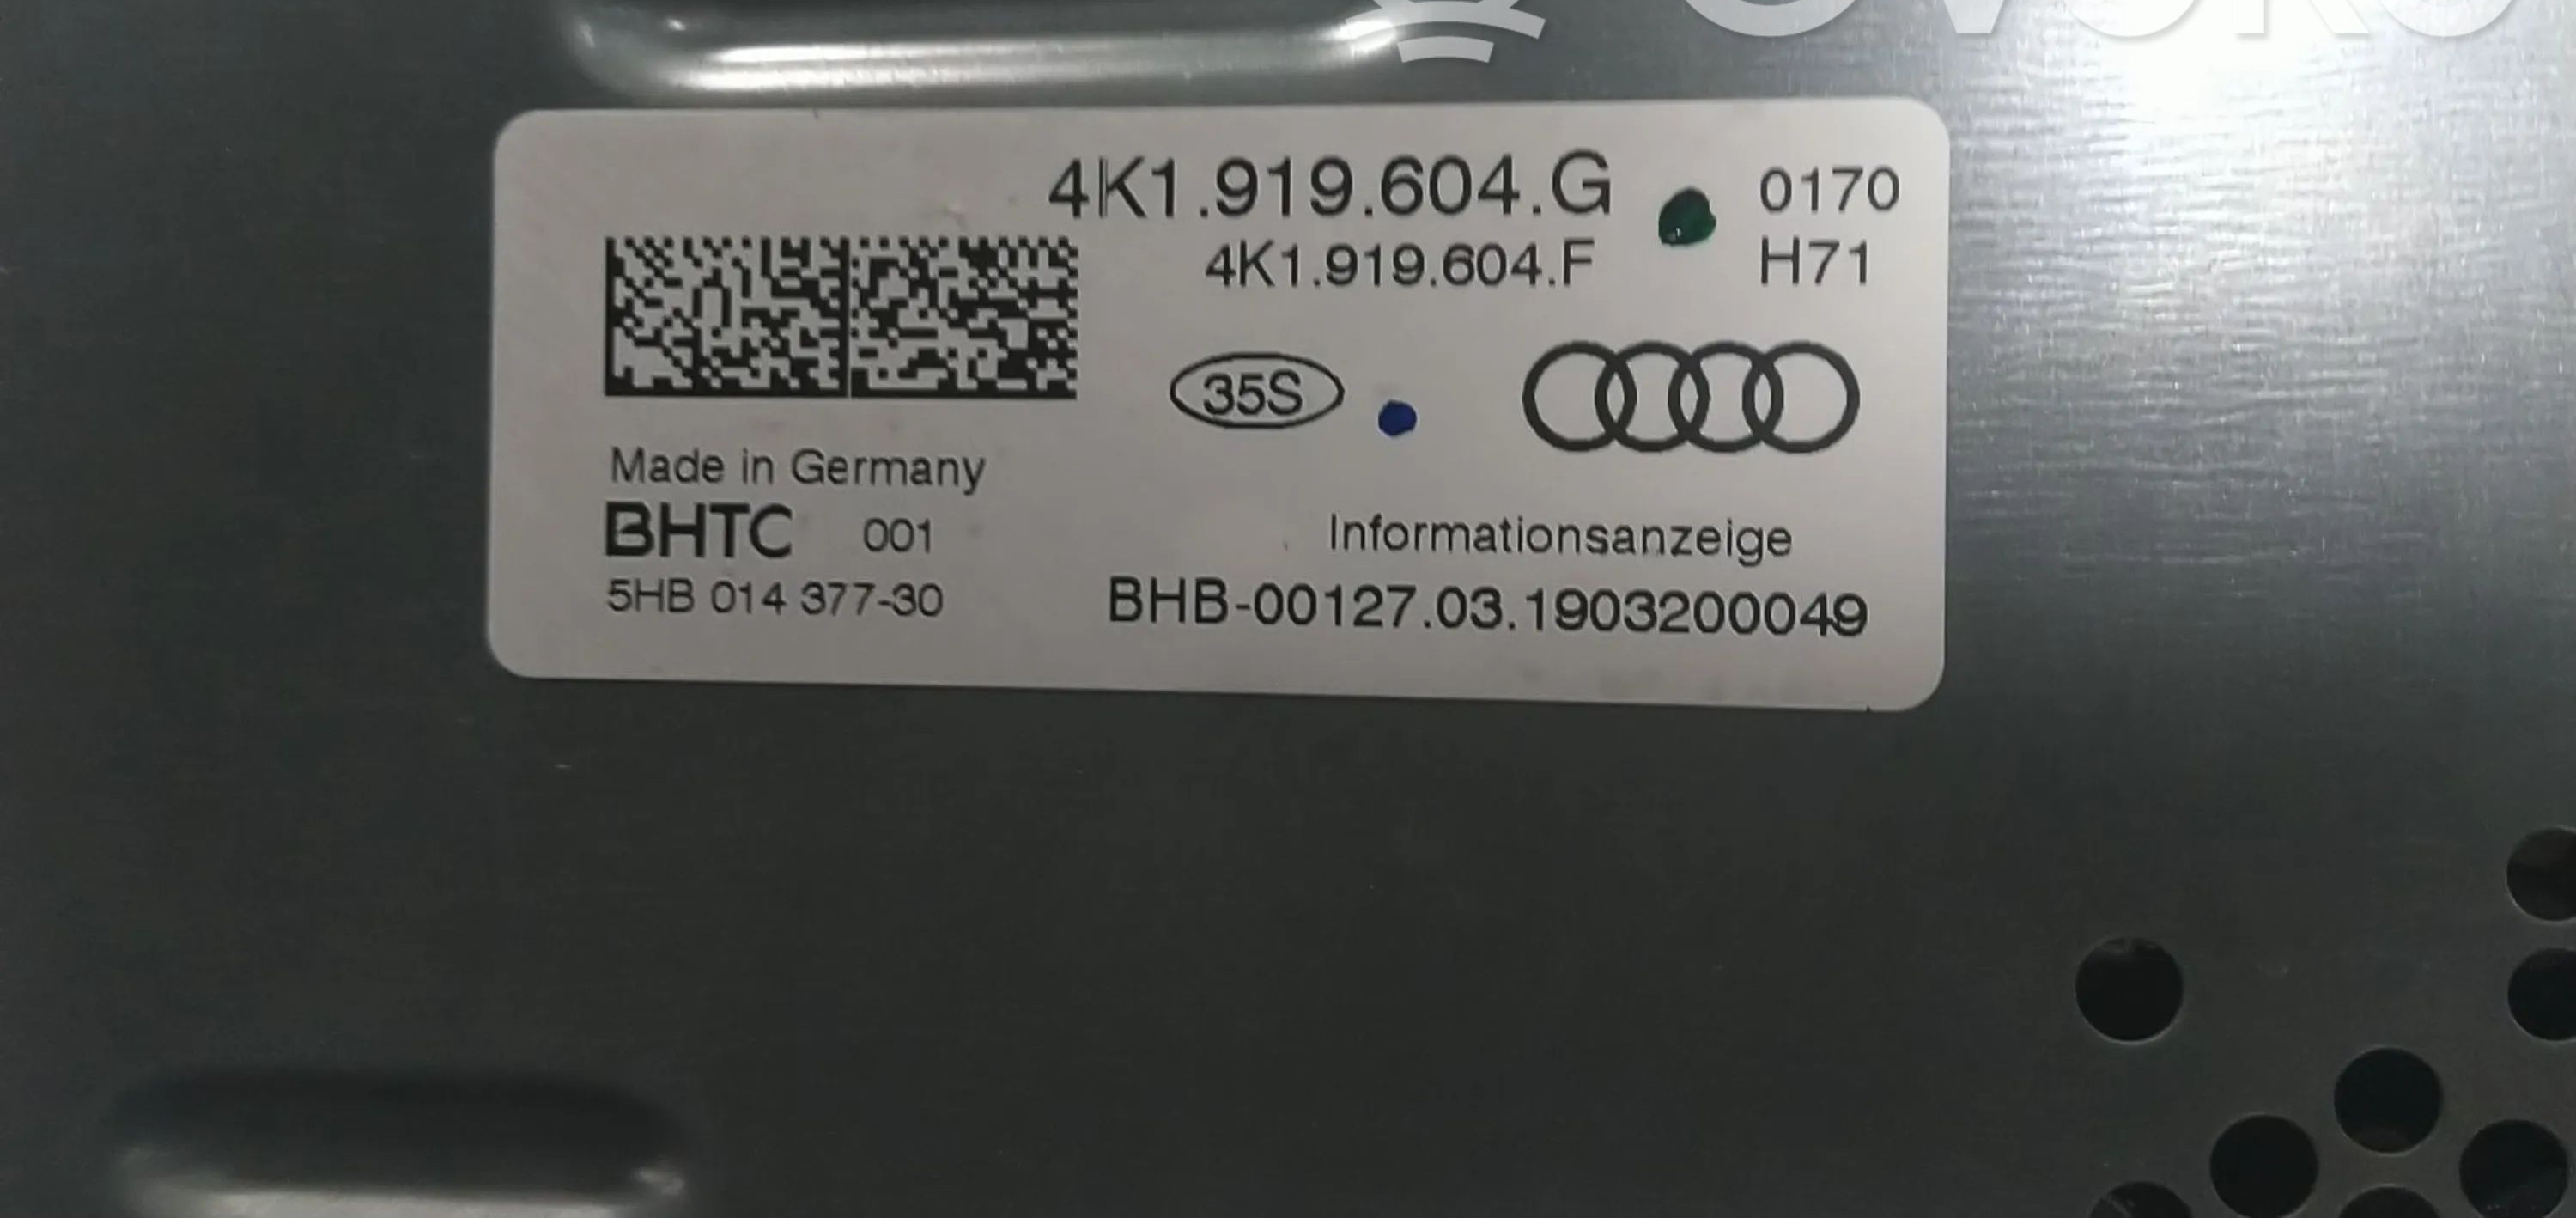 4K1.919.604.G 0170
4K1.919.604.F H71
35S
Made in Germany
BHTC 001
Informationsanzeige
5HB 014 377-30
BHB-00127.03.1903200049